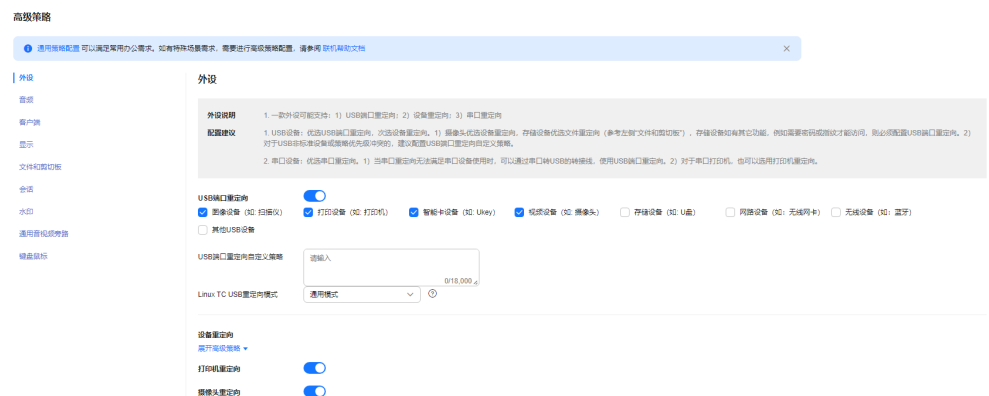 高级策略
通用策略配置 可以满足常用办公需求。如有特殊场景需求，需要进行高级策略配置，请参阅 联机帮助文档
外设
音频
客户端
显示
文件和剪切板
会话
水印
通用音视频旁路
键盘鼠标
外设
外设说明 1. 一款外设可能支持：1）USB端口重定向；2）设备重定向；3）串口重定向
配置建议 1. USB设备：优选USB端口重定向，次选设备重定向。1）摄像头优选设备重定向，存储设备优选文件重定向（参考左侧"文件和剪切板"），存储设备如有其它功能，例如需要密码或指纹才能访问，则必须配置USB端口重定向。2）
对于USB非标准设备或策略优先级冲突的，建议配置USB端口重定向自定义策略。
2. 串口设备：优选串口重定向。1）当串口重定向无法满足串口设备使用时，可以通过串口转USB的转接线，使用USB端口重定向。2）对于串口打印机，也可以选用打印机重定向。
USB端口重定向
图像设备（如: 扫描仪） 打印设备（如: 打印机） 智能卡设备（如: Ukey） 视频设备（如: 摄像头） 存储设备（如: U盘） 网路设备（如：无线网卡） 无线设备（如：蓝牙）
其他USB设备
USB端口重定向自定义策略 请输入
0/18,000
Linux TC USB重定向模式 通用模式
设备重定向
展开高级策略
打印机重定向
摄像头重定向